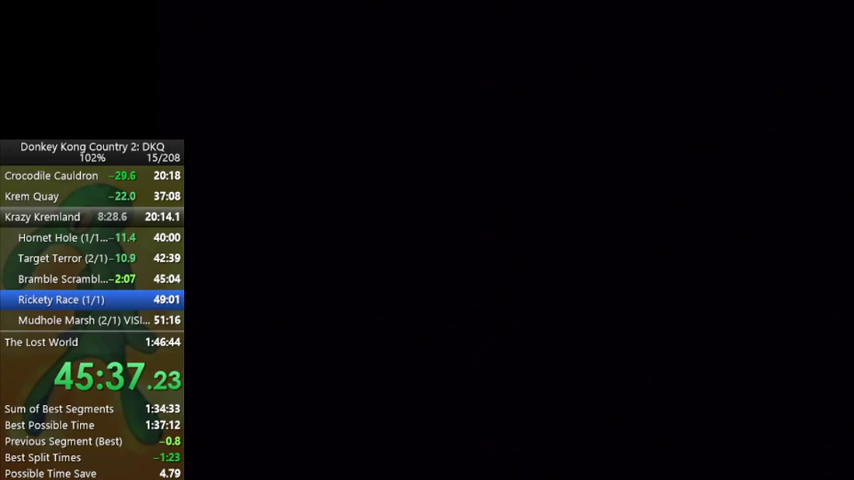 Donkey Kong Country 2: DKQ
102% 15/208
Crocodile Cauldron -29.6 20:18
Krem Quay -22.0 37:08
Krazy Kremland 8:28.6 20:14.1
Hornet Hole (1/1... -11.4 40:00
Target Terror (2/1) -10.9 42:39
Bramble Scrambl... -2:07 45:04
Rickety Race (1/1) 49:01
Mudhole Marsh (2/1) VISI... 51:16
The Lost World 1:46:44
45:37.23
Sum of Best Segments 1:34:33
Best Possible Time 1:37:12
Previous Segment (Best) -0.8
Best Split Times -1:23
Possible Time Save 4.79